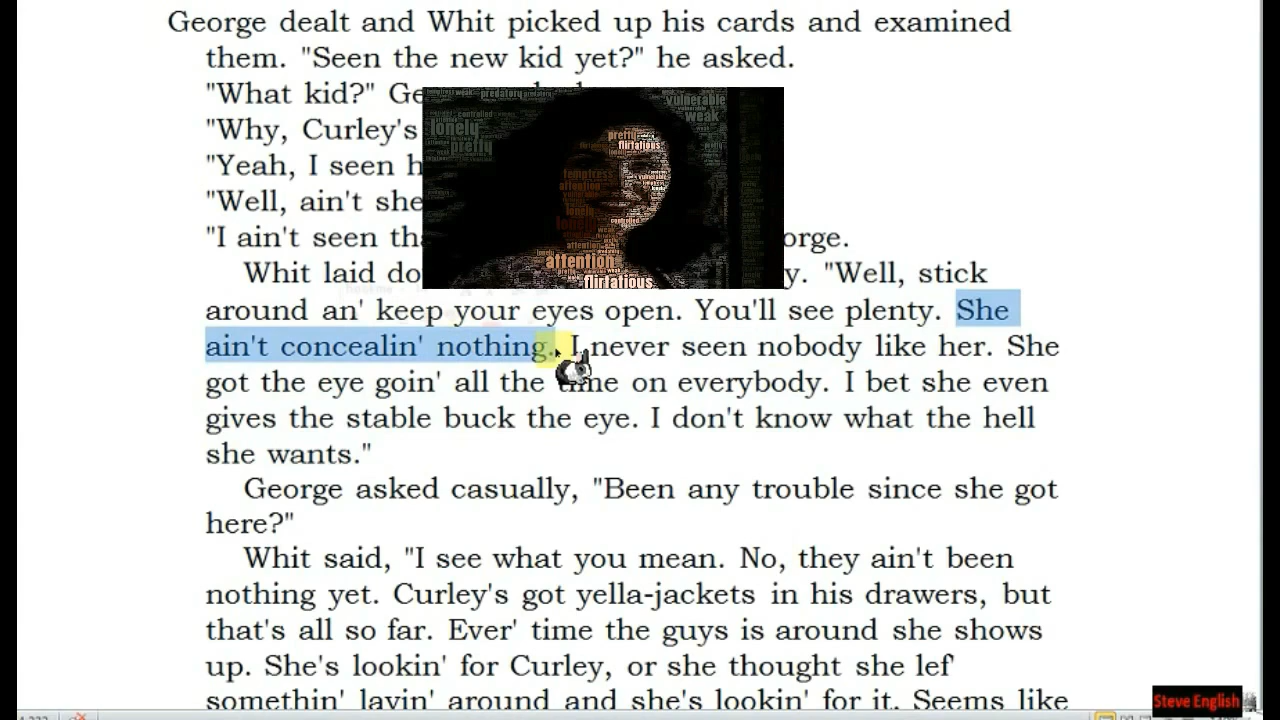 George dealt and Whit picked up his cards and examined
them. "Seen the new kid yet?" he asked.
"What kid?" Ge
"Why, Curley's
"Yeah, I seen h
"Well, ain't she
"I ain't seen tha orge.
Whit laid do y. "Well, stick
around an' keep your eyes open. You'll see plenty. She
ain't concealin' nothing. I never seen nobody like her. She
got the eye goin' all the time on everybody. I bet she even
gives the stable buck the eye. I don't know what the hell
she wants."
George asked casually, "Been any trouble since she got
here?"
Whit said, "I see what you mean. No, they ain't been
nothing yet. Curley's got yella-jackets in his drawers, but
that's all so far. Ever' time the guys is around she shows
up. She's lookin' for Curley, or she thought she lef'
somethin' layin' around and she's lookin' for it. Seems like
predatory
vulnerable
weak
controlled
lonely
pretty
pretty
flirtatious
temptress
attention
vulnerable
lonely
lonely
attention
flirtatious
Steve English